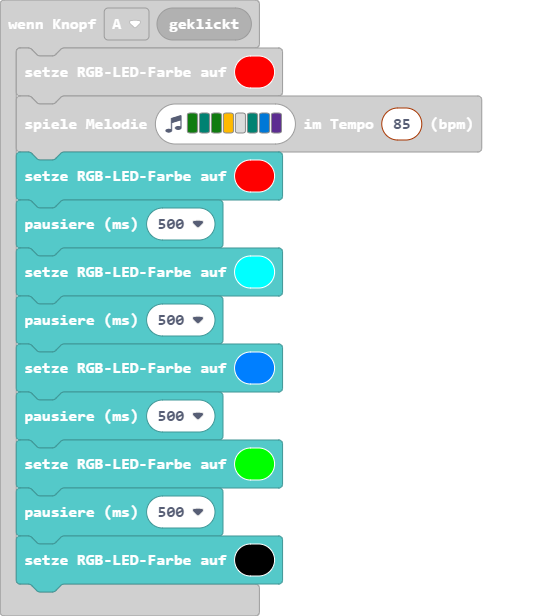 wenn Knopf A geklickt
setze RGB-LED-Farbe auf
spiele Melodie im Tempo 85 (bpm)
setze RGB-LED-Farbe auf
pausiere (ms) 500
setze RGB-LED-Farbe auf
pausiere (ms) 500
setze RGB-LED-Farbe auf
pausiere (ms) 500
setze RGB-LED-Farbe auf
pausiere (ms) 500
setze RGB-LED-Farbe auf